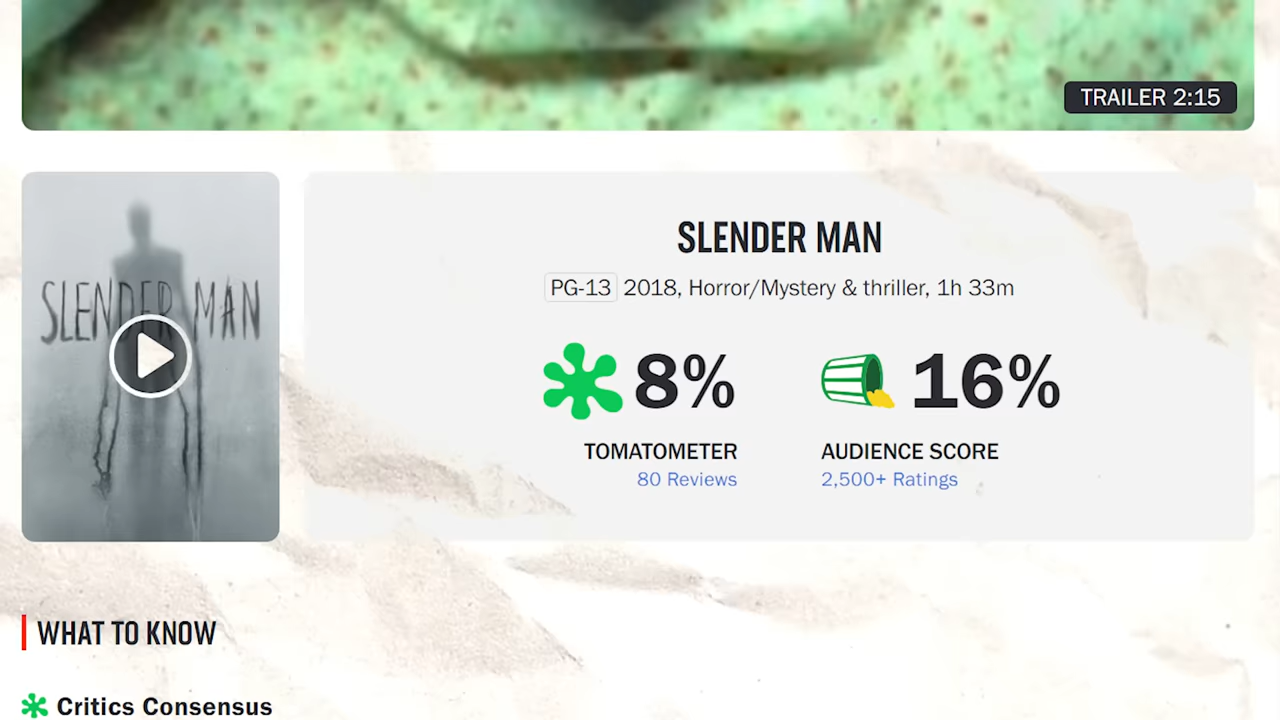 TRAILER 2:15
SLENDER MAN
SLENDER MAN
PG-13 2018, Horror/Mystery & thriller, 1h 33m
8% 16%
TOMATOMETER AUDIENCE SCORE
80 Reviews 2,500+ Ratings
WHAT TO KNOW
Critics Consensus